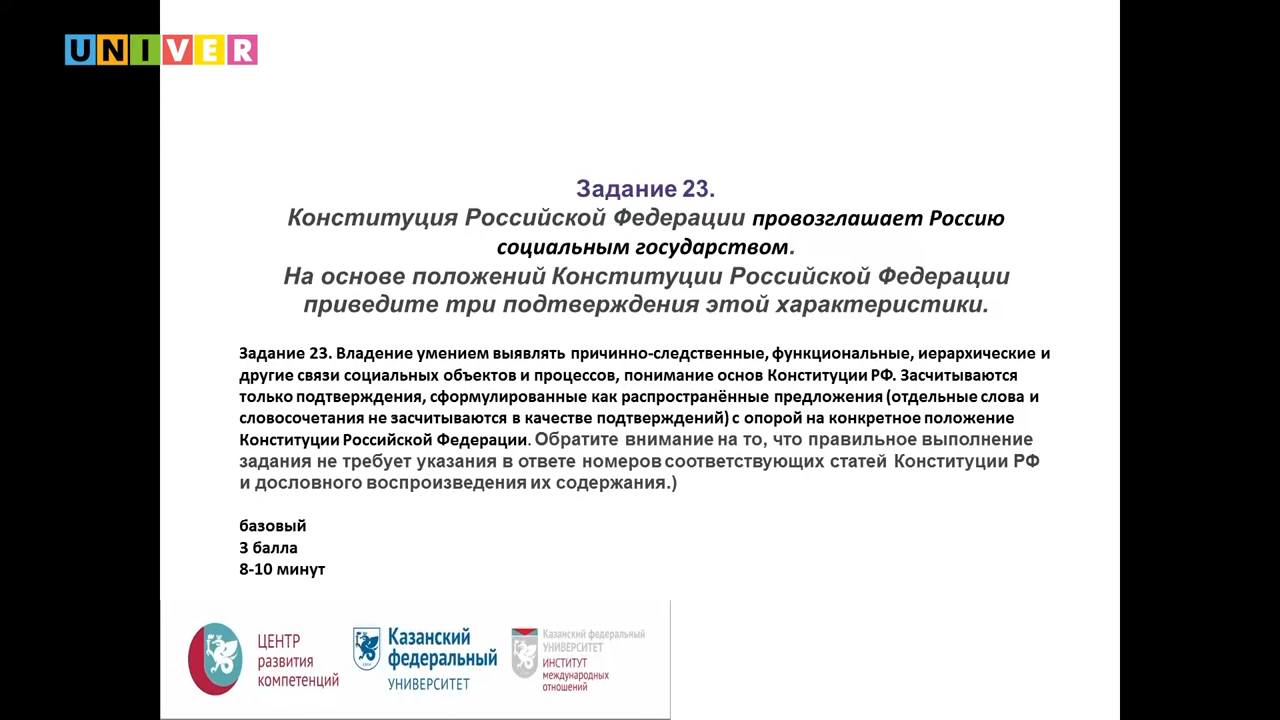 UNIVER
Задание 23.
Конституция Российской Федерации провозглашает Россию
социальным государством.
На основе положений Конституции Российской Федерации
приведите три подтверждения этой характеристики.
Задание 23. Владение умением выявлять причинно-следственные, функциональные, иерархические и
другие связи социальных объектов и процессов, понимание основ Конституции РФ. Засчитываются
только подтверждения, сформулированные как распространённые предложения (отдельные слова и
словосочетания не засчитываются в качестве подтверждений) с опорой на конкретное положение
Конституции Российской Федерации. Обратите внимание на то, что правильное выполнение
задания не требует указания в ответе номеров соответствующих статей Конституции РФ
и дословного воспроизведения их содержания.)
базовый
3 балла
8-10 минут
ЦЕНТР
развития
компетенций
Казанский
федеральный
УНИВЕРСИТЕТ
Казанский федеральный
УНИВЕРСИТЕТ
ИНСТИТУТ
международных
отношений